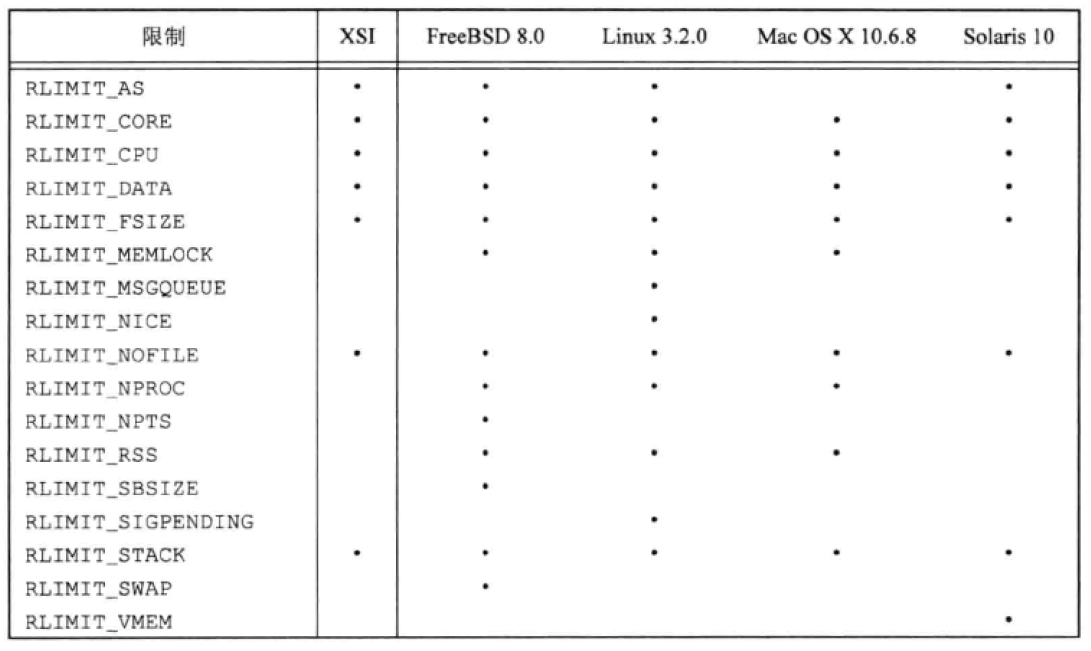 限制 XSI FreeBSD 8.0 Linux 3.2.0 Mac OS X 10.6.8 Solaris 10
RLIMIT_AS • • • •
RLIMIT_CORE • • • • •
RLIMIT_CPU • • • • •
RLIMIT_DATA • • • • •
RLIMIT_FSIZE • • • • •
RLIMIT_MEMLOCK • • •
RLIMIT_MSGQUEUE •
RLIMIT_NICE •
RLIMIT_NOFILE • • • • •
RLIMIT_NPROC • • •
RLIMIT_NPTS •
RLIMIT_RSS • • •
RLIMIT_SBSIZE •
RLIMIT_SIGPENDING •
RLIMIT_STACK • • • • •
RLIMIT_SWAP •
RLIMIT_VMEM •